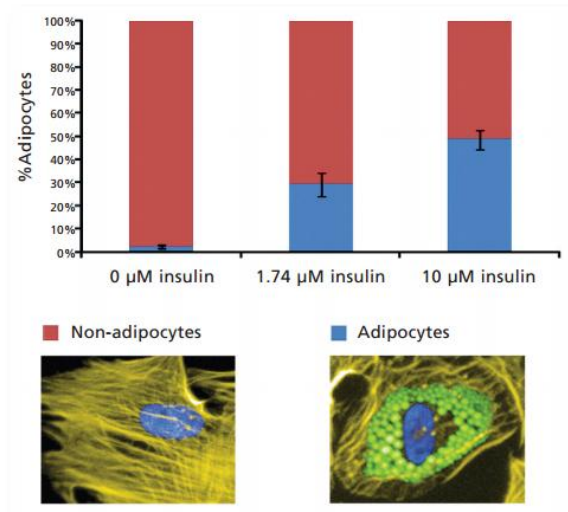 %Adipocytes
100%
90%
80%
70%
60%
50%
40%
30%
20%
10%
0%
0 µM insulin
1.74 µM insulin
10 µM insulin
Non-adipocytes
Adipocytes